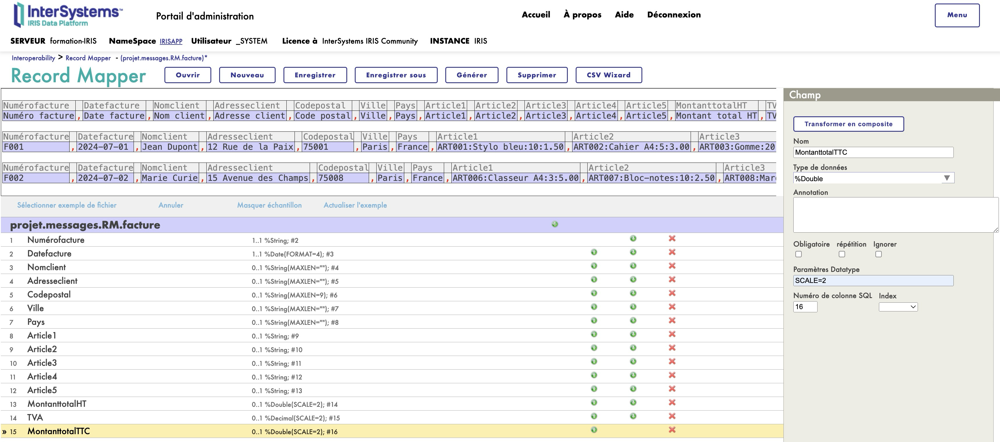 InterSystems™
IRIS Data Platform
Portail d'administration
Accueil À propos Aide Déconnexion
Menu
SERVEUR formation-IRIS NameSpace IRISAPP Utilisateur _SYSTEM Licence à InterSystems IRIS Community INSTANCE IRIS
Interoperability > Record Mapper - (projet.messages.RM.facture)*
Record Mapper
Ouvrir Nouveau Enregistrer Enregistrer sous Générer Supprimer CSV Wizard
Numérofacture Datefacture Nomclient Adresseclient Codepostal Ville Pays Article1 Article2 Article3 Article4 Article5 MontanttotalHT TV
Numéro facture , Date facture , Nom client , Adresse client , Code postal , Ville , Pays , Article1 , Article2 , Article3 , Article4 , Article5 , Montant total HT , TV
Numérofacture Datefacture Nomclient Adresseclient Codepostal Ville Pays Article1 Article2 Article3
F001 , 2024-07-01 , Jean Dupont , 12 Rue de la Paix , 75001 , Paris , France , ART001:Stylo bleu:10:1.50 , ART002:Cahier A4:5:3.00 , ART003:Gomme:20
Numérofacture Datefacture Nomclient Adresseclient Codepostal Ville Pays Article1 Article2 Article3
F002 , 2024-07-02 , Marie Curie , 15 Avenue des Champs , 75008 , Paris , France , ART006:Classeur A4:3:5.00 , ART007:Bloc-notes:10:2.50 , ART008:Mar
Sélectionner exemple de fichier Annuler Masquer échantillon Actualiser l'exemple
projet.messages.RM.facture
1 Numérofacture 1..1 %String; #2
2 Datefacture 1..1 %Date(FORMAT=4); #3
3 Nomclient 0..1 %String(MAXLEN=""); #4
4 Adresseclient 0..1 %String(MAXLEN=""); #5
5 Codepostal 0..1 %String(MAXLEN=9); #6
6 Ville 0..1 %String(MAXLEN=""); #7
7 Pays 0..1 %String(MAXLEN=""); #8
8 Article1 0..1 %String; #9
9 Article2 0..1 %String; #10
10 Article3 0..1 %String; #11
11 Article4 0..1 %String; #12
12 Article5 0..1 %String; #13
13 MontanttotalHT 0..1 %Double(SCALE=2); #14
14 TVA 0..1 %Decimal(SCALE=2); #15
» 15 MontanttotalTTC 0..1 %Double(SCALE=2); #16
Champ
Transformer en composite
Nom
MontanttotalTTC
Type de données
%Double
Annotation
Obligatoire répétition Ignorer
Paramètres Datatype
SCALE=2
Numéro de colonne SQL Index
16